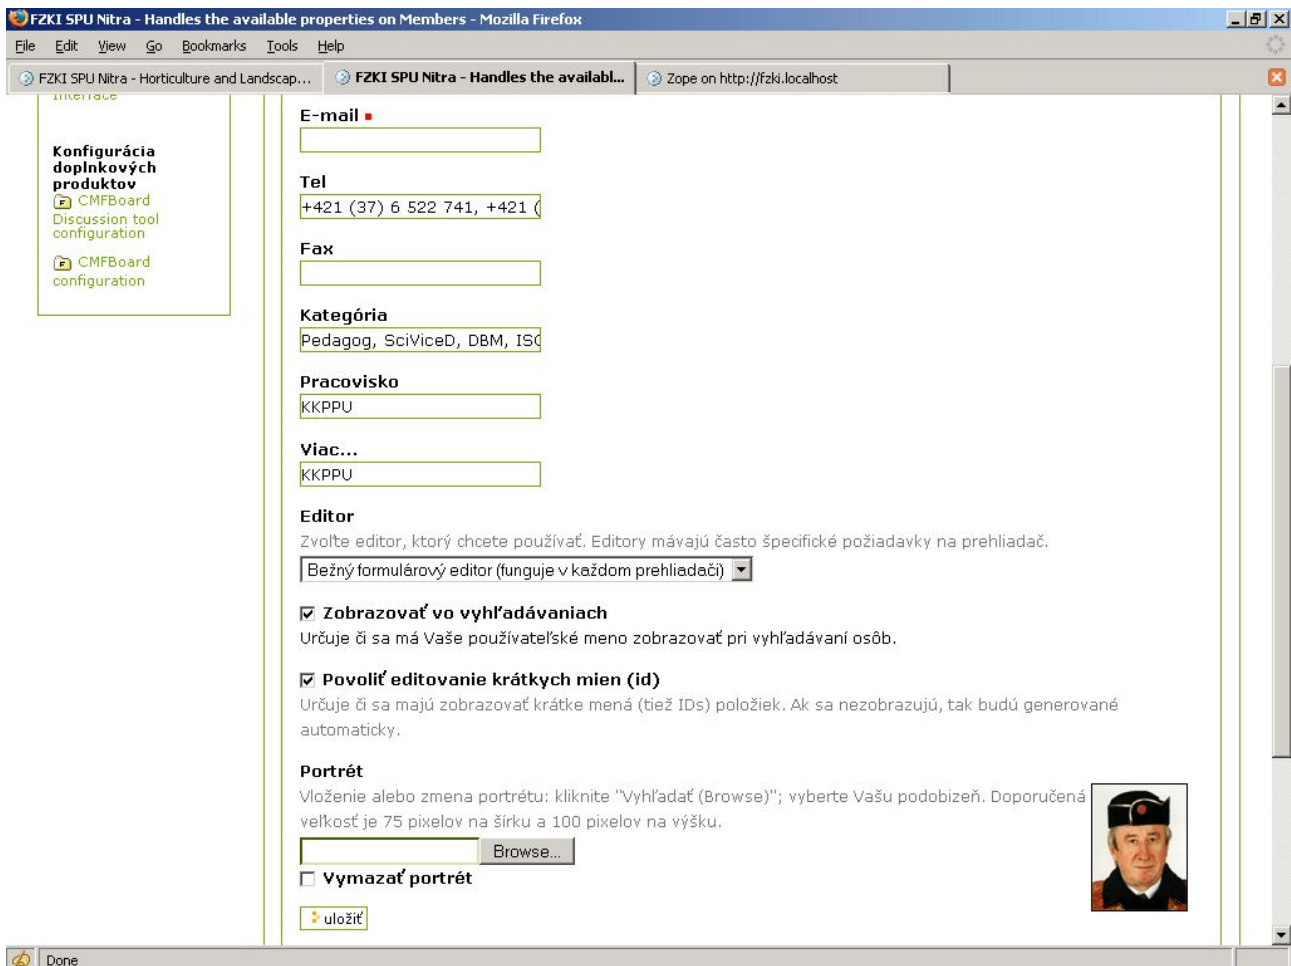 FZKI SPU Nitra - Handles the available properties on Members - Mozilla Firefox
File Edit View Go Bookmarks Tools Help
FZKI SPU Nitra - Horticulture and Landscap... FZKI SPU Nitra - Handles the availabl... Zope on http://fzki.localhost
Interface
Konfigurácia
doplnkových
produktov
CMFBoard
Discussion tool
configuration
CMFBoard
configuration
E-mail
Tel
+421 (37) 6 522 741, +421 (
Fax
Kategória
Pedagog, SciViceD, DBM, ISO
Pracovisko
KKPPU
Viac...
KKPPU
Editor
Zvoľte editor, ktorý chcete používať. Editory mávajú často špecifické požiadavky na prehliadač.
Bežný formulárový editor (funguje v každom prehliadači)
Zobrazovať vo vyhľadávaniach
Určuje či sa má Vaše používateľské meno zobrazovať pri vyhľadávaní osôb.
Povoliť editovanie krátkych mien (id)
Určuje či sa majú zobrazovať krátke mená (tiež IDs) položiek. Ak sa nezobrazujú, tak budú generované
automaticky.
Portrét
Vloženie alebo zmena portrétu: kliknite "Vyhľadať (Browse)"; vyberte Vašu podobizeň. Doporučená
veľkosť je 75 pixelov na šírku a 100 pixelov na výšku.
Browse...
Vymazať portrét
uložiť
Done